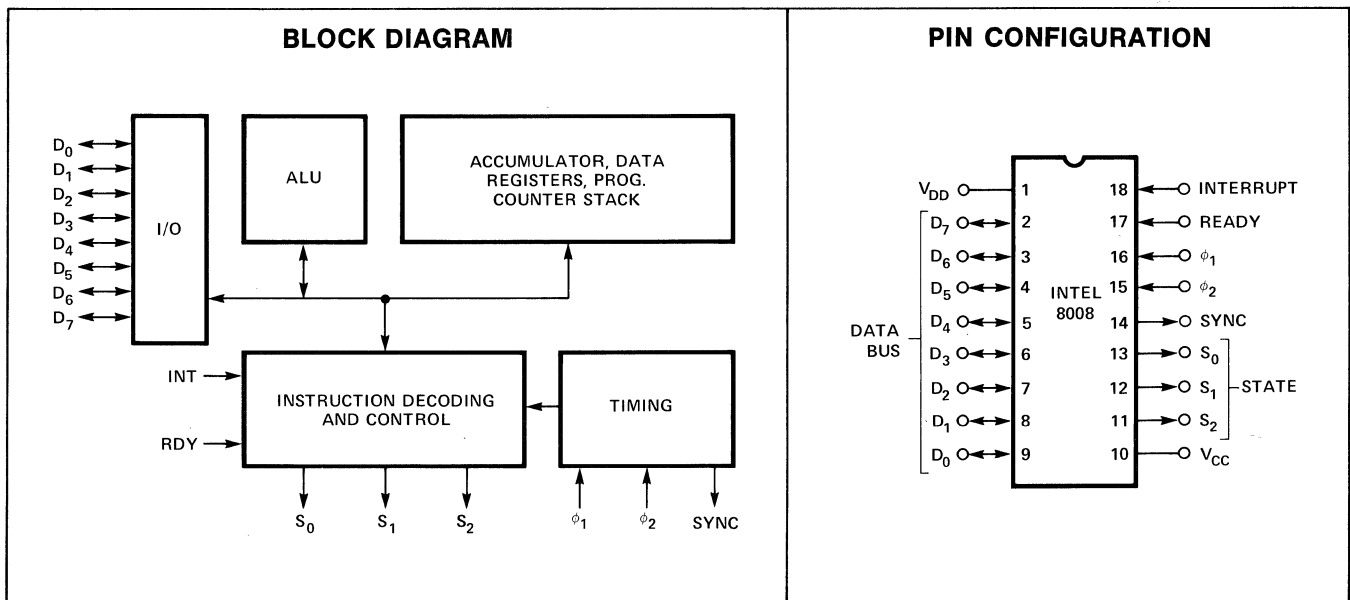 BLOCK DIAGRAM
D0
D1
D2
D3
D4
D5
D6
D7
I/O
ALU
ACCUMULATOR, DATA
REGISTERS, PROG.
COUNTER STACK
INT
RDY
INSTRUCTION DECODING
AND CONTROL
TIMING
S0
S1
S2
ϕ1
ϕ2
SYNC
PIN CONFIGURATION
VDD 1 18 INTERRUPT
D7 2 17 READY
D6 3 16 ϕ1
D5 4 15 ϕ2
INTEL
8008
D4 5 14 SYNC
DATA
BUS
D3 6 13 S0
D2 7 12 S1
STATE
D1 8 11 S2
D0 9 10 VCC